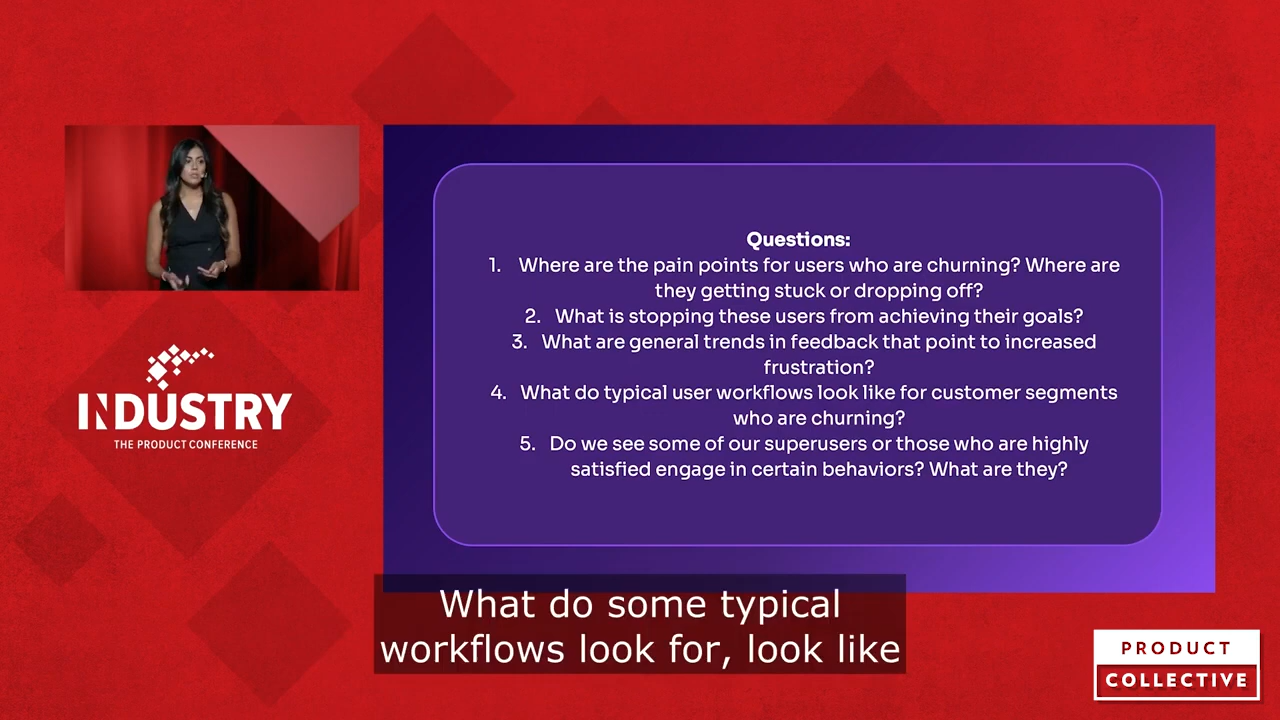 Questions:
1. Where are the pain points for users who are churning? Where are
they getting stuck or dropping off?
2. What is stopping these users from achieving their goals?
3. What are general trends in feedback that point to increased
frustration?
4. What do typical user workflows look like for customer segments
who are churning?
5. Do we see some of our superusers or those who are highly
satisfied engage in certain behaviors? What are they?
INDUSTRY
THE PRODUCT CONFERENCE
What do some typical
workflows look for, look like
PRODUCT
COLLECTIVE